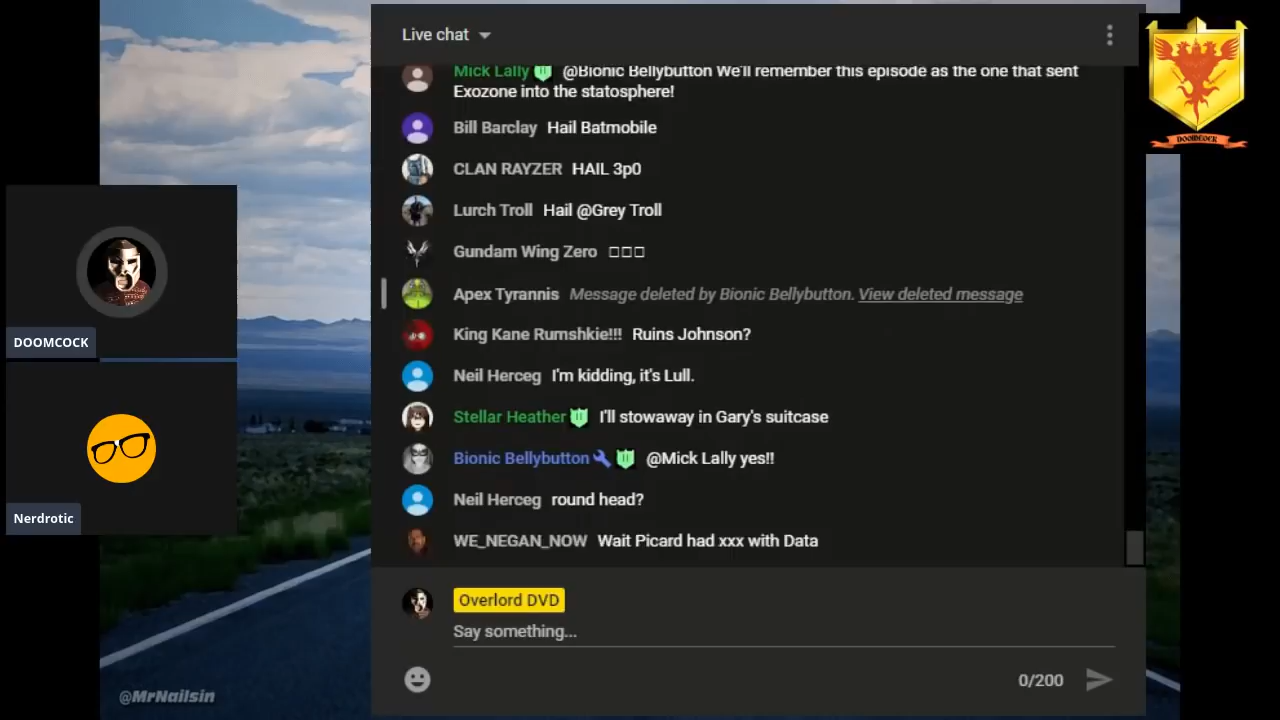 Live chat
Mick Lally @Bionic Bellybutton We'll remember this episode as the one that sent
Exozone into the statosphere!
Bill Barclay Hail Batmobile
CLAN RAYZER HAIL 3p0
Lurch Troll Hail @Grey Troll
Gundam Wing Zero □□□
Apex Tyrannis Message deleted by Bionic Bellybutton. View deleted message
King Kane Rumshkie!!! Ruins Johnson?
Neil Herceg I'm kidding, it's Lull.
Stellar Heather I'll stowaway in Gary's suitcase
Bionic Bellybutton @Mick Lally yes!!
Neil Herceg round head?
WE_NEGAN_NOW Wait Picard had xxx with Data
Overlord DVD
Say something...
0/200
DOOMCOCK
Nerdrotic
@MrNailsin
DOOMCOCK